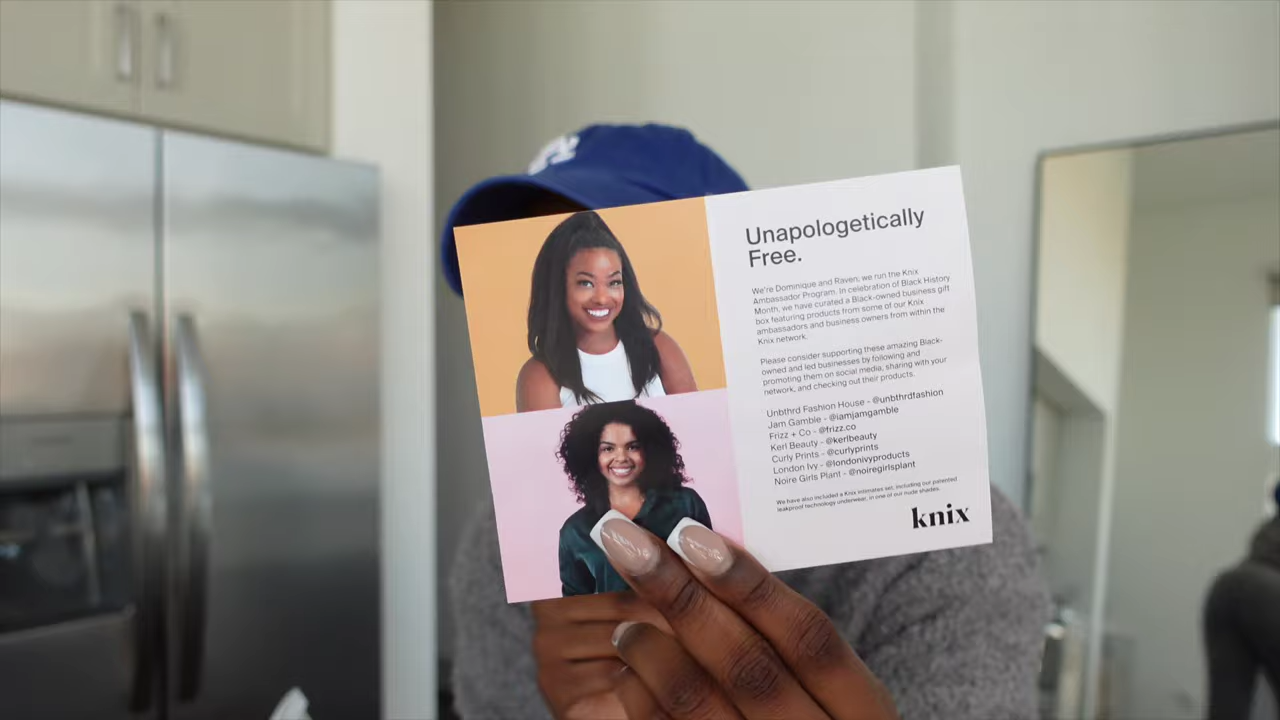 Unapologetically
Free.
We're Dominique and Raven; we run the Knix
Ambassador Program. In celebration of Black History
Month, we have curated a Black-owned business gift
box featuring products from some of our Knix
ambassadors and business owners from within the
Knix network.
Please consider supporting these amazing Black-
owned and led businesses by following and
promoting them on social media, sharing with your
network, and checking out their products.
Unbthrd Fashion House - @unbthrdfashion
Jam Gamble - @iamjamgamble
Frizz + Co - @frizz.co
Kerl Beauty - @kerlbeauty
Curly Prints - @curlyprints
London Ivy - @londonivyproducts
Noire Girls Plant - @noiregirlsplant
We have also included a Knix intimates set, including our patented
leakproof technology underwear, in one of our nude shades.
knix